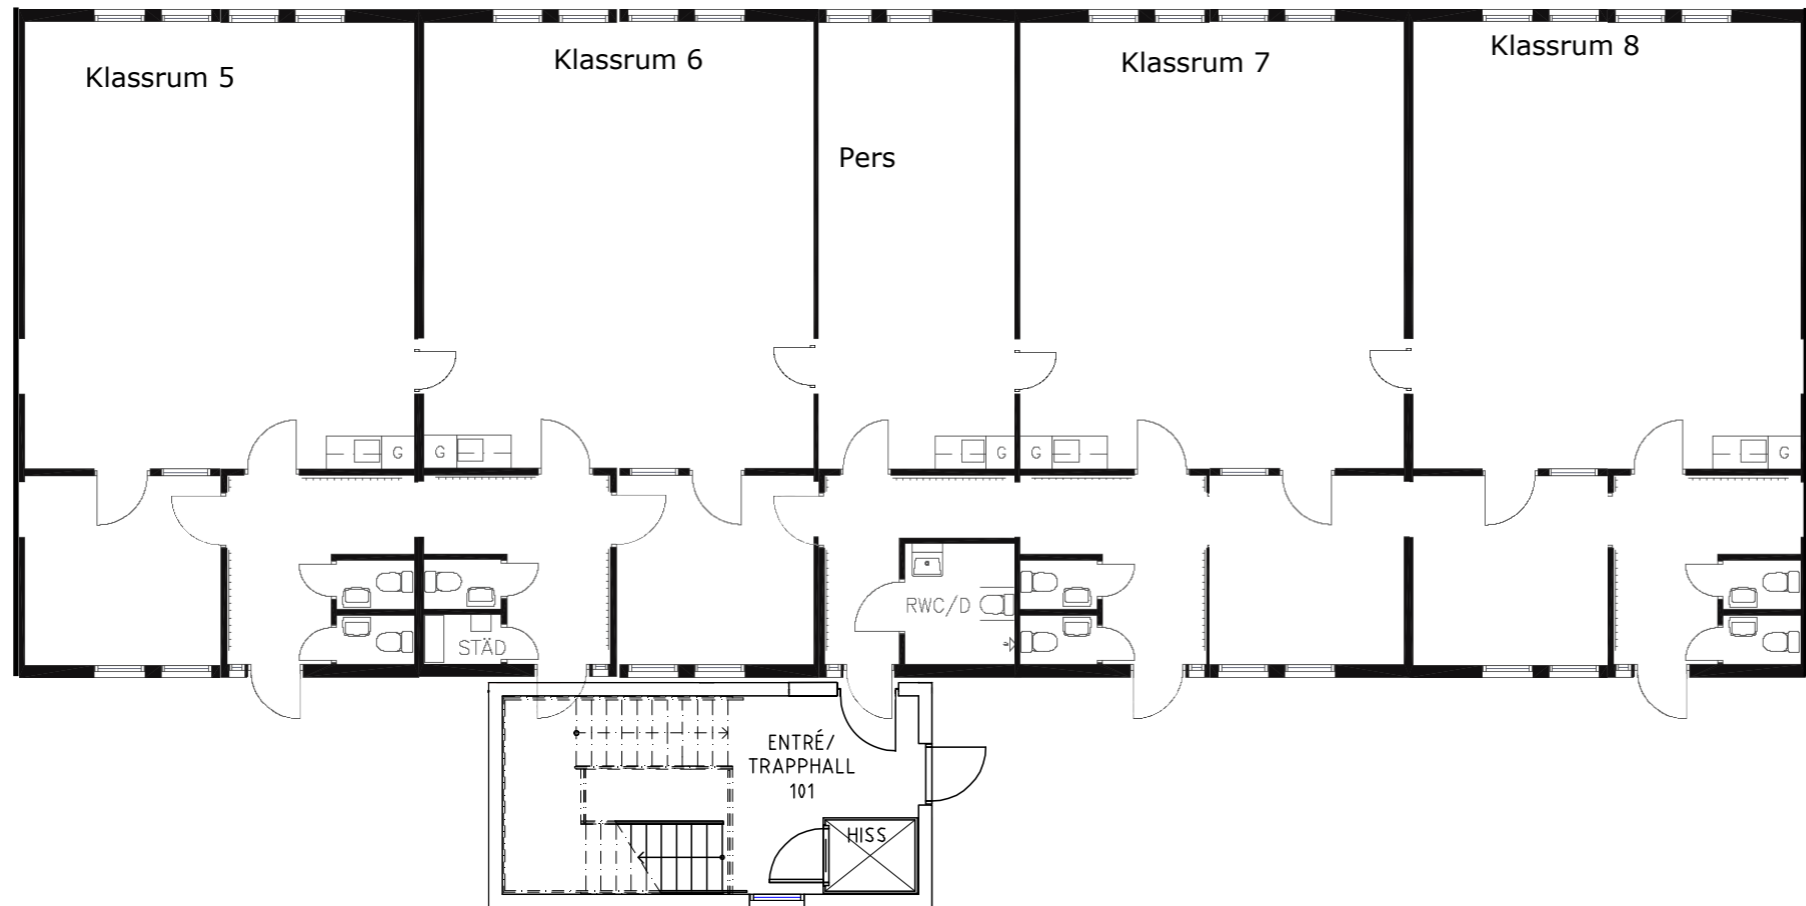 Klassrum 5
Klassrum 6
Klassrum 7
Klassrum 8
Pers
G
G
G
G
G
RWC/D
STÄD
ENTRÉ/
TRAPPHALL
101
HISS